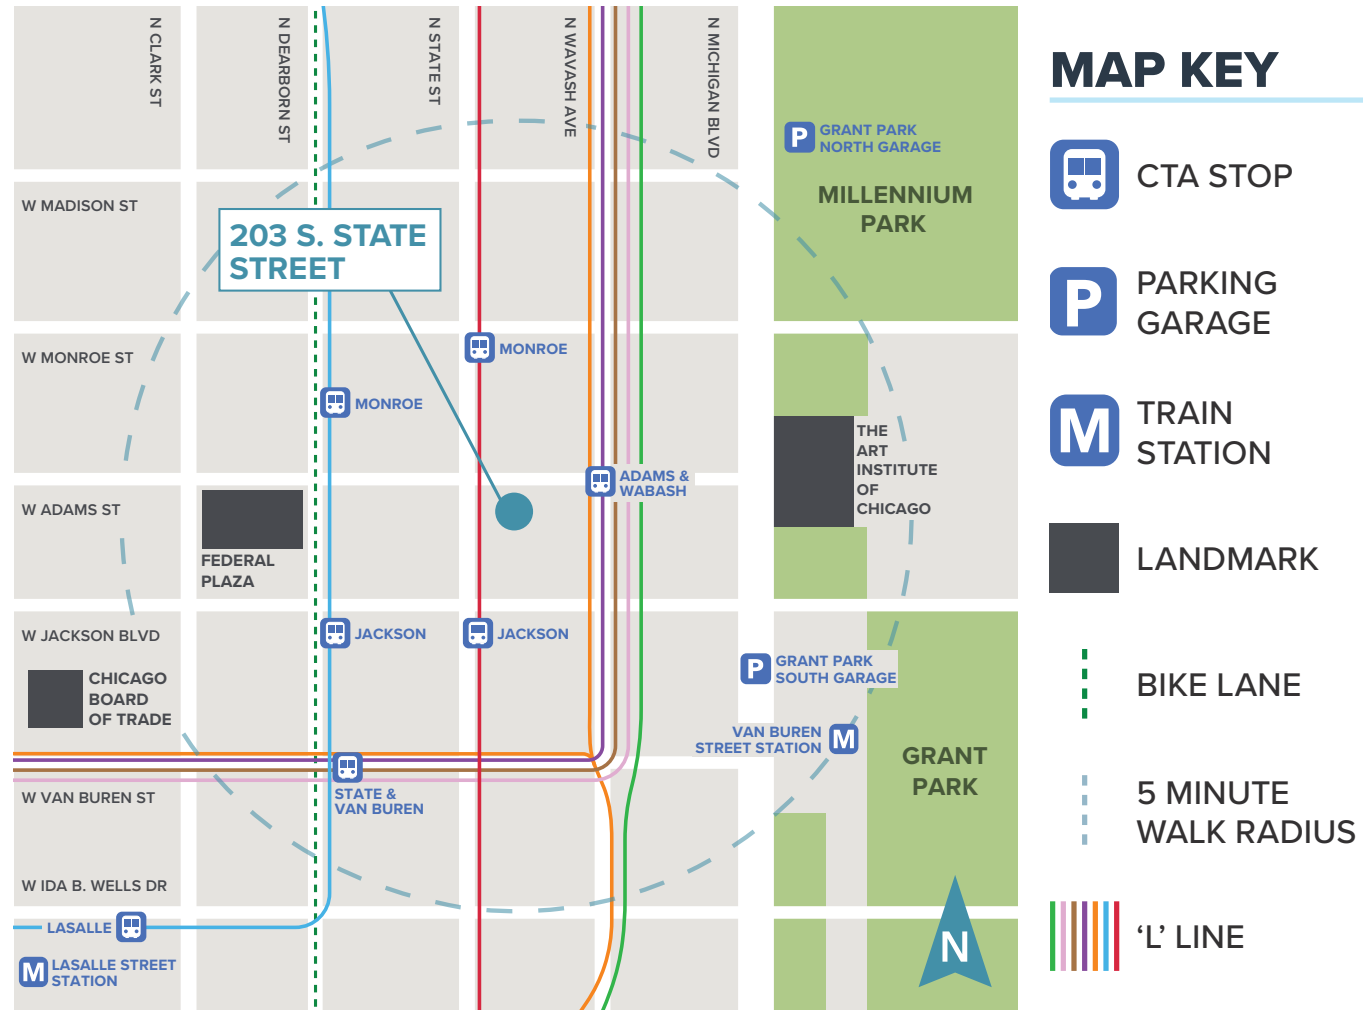 N CLARK ST
N DEARBORN ST
N STATE ST
N WAVASH AVE
N MICHIGAN BLVD
P
GRANT PARK
NORTH GARAGE
MILLENNIUM
PARK
W MADISON ST
203 S. STATE
STREET
W MONROE ST
MONROE
MONROE
THE
ART
INSTITUTE
OF
CHICAGO
ADAMS &
WABASH
W ADAMS ST
FEDERAL
PLAZA
W JACKSON BLVD
JACKSON
JACKSON
CHICAGO
BOARD
OF TRADE
P
GRANT PARK
SOUTH GARAGE
VAN BUREN
STREET STATION
M
GRANT
PARK
STATE &
VAN BUREN
W VAN BUREN ST
W IDA B. WELLS DR
LASALLE
M
LASALLE STREET
STATION
N
MAP KEY
CTA STOP
P
PARKING
GARAGE
M
TRAIN
STATION
LANDMARK
BIKE LANE
5 MINUTE
WALK RADIUS
‘L’ LINE